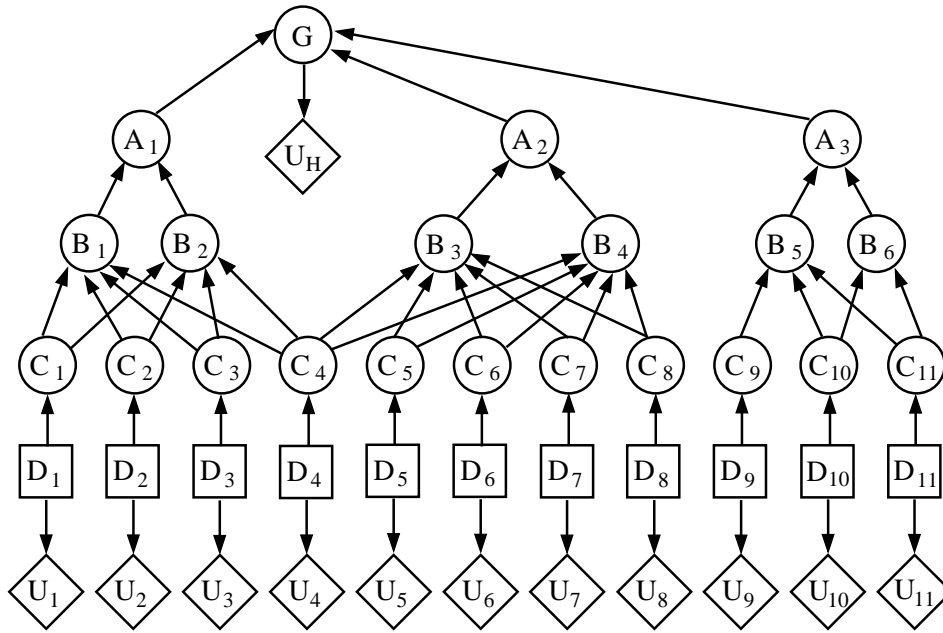 G
A1 A2 A3
UH
B1 B2 B3 B4 B5 B6
C1 C2 C3 C4 C5 C6 C7 C8 C9 C10 C11
D1 D2 D3 D4 D5 D6 D7 D8 D9 D10 D11
U1 U2 U3 U4 U5 U6 U7 U8 U9 U10 U11